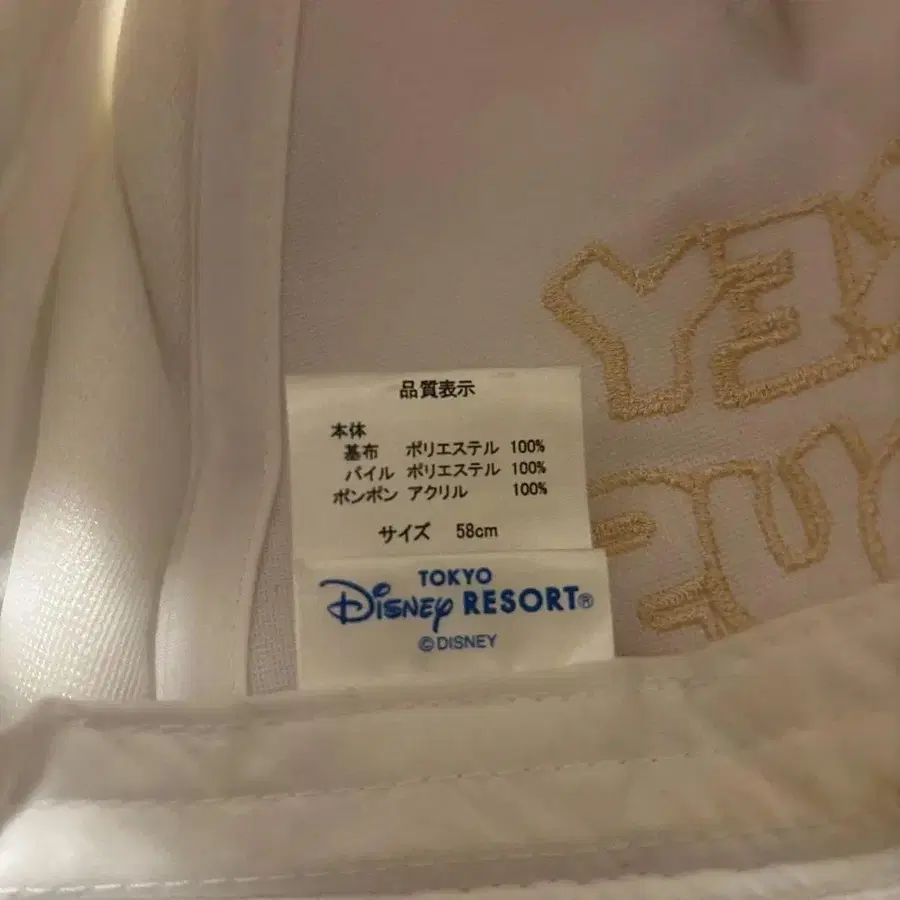 品質表示
本体
基布 ポリエステル 100%
パイル ポリエステル 100%
ポンポン アクリル 100%
サイズ 58cm
TOKYO
Disney RESORT®
©DISNEY